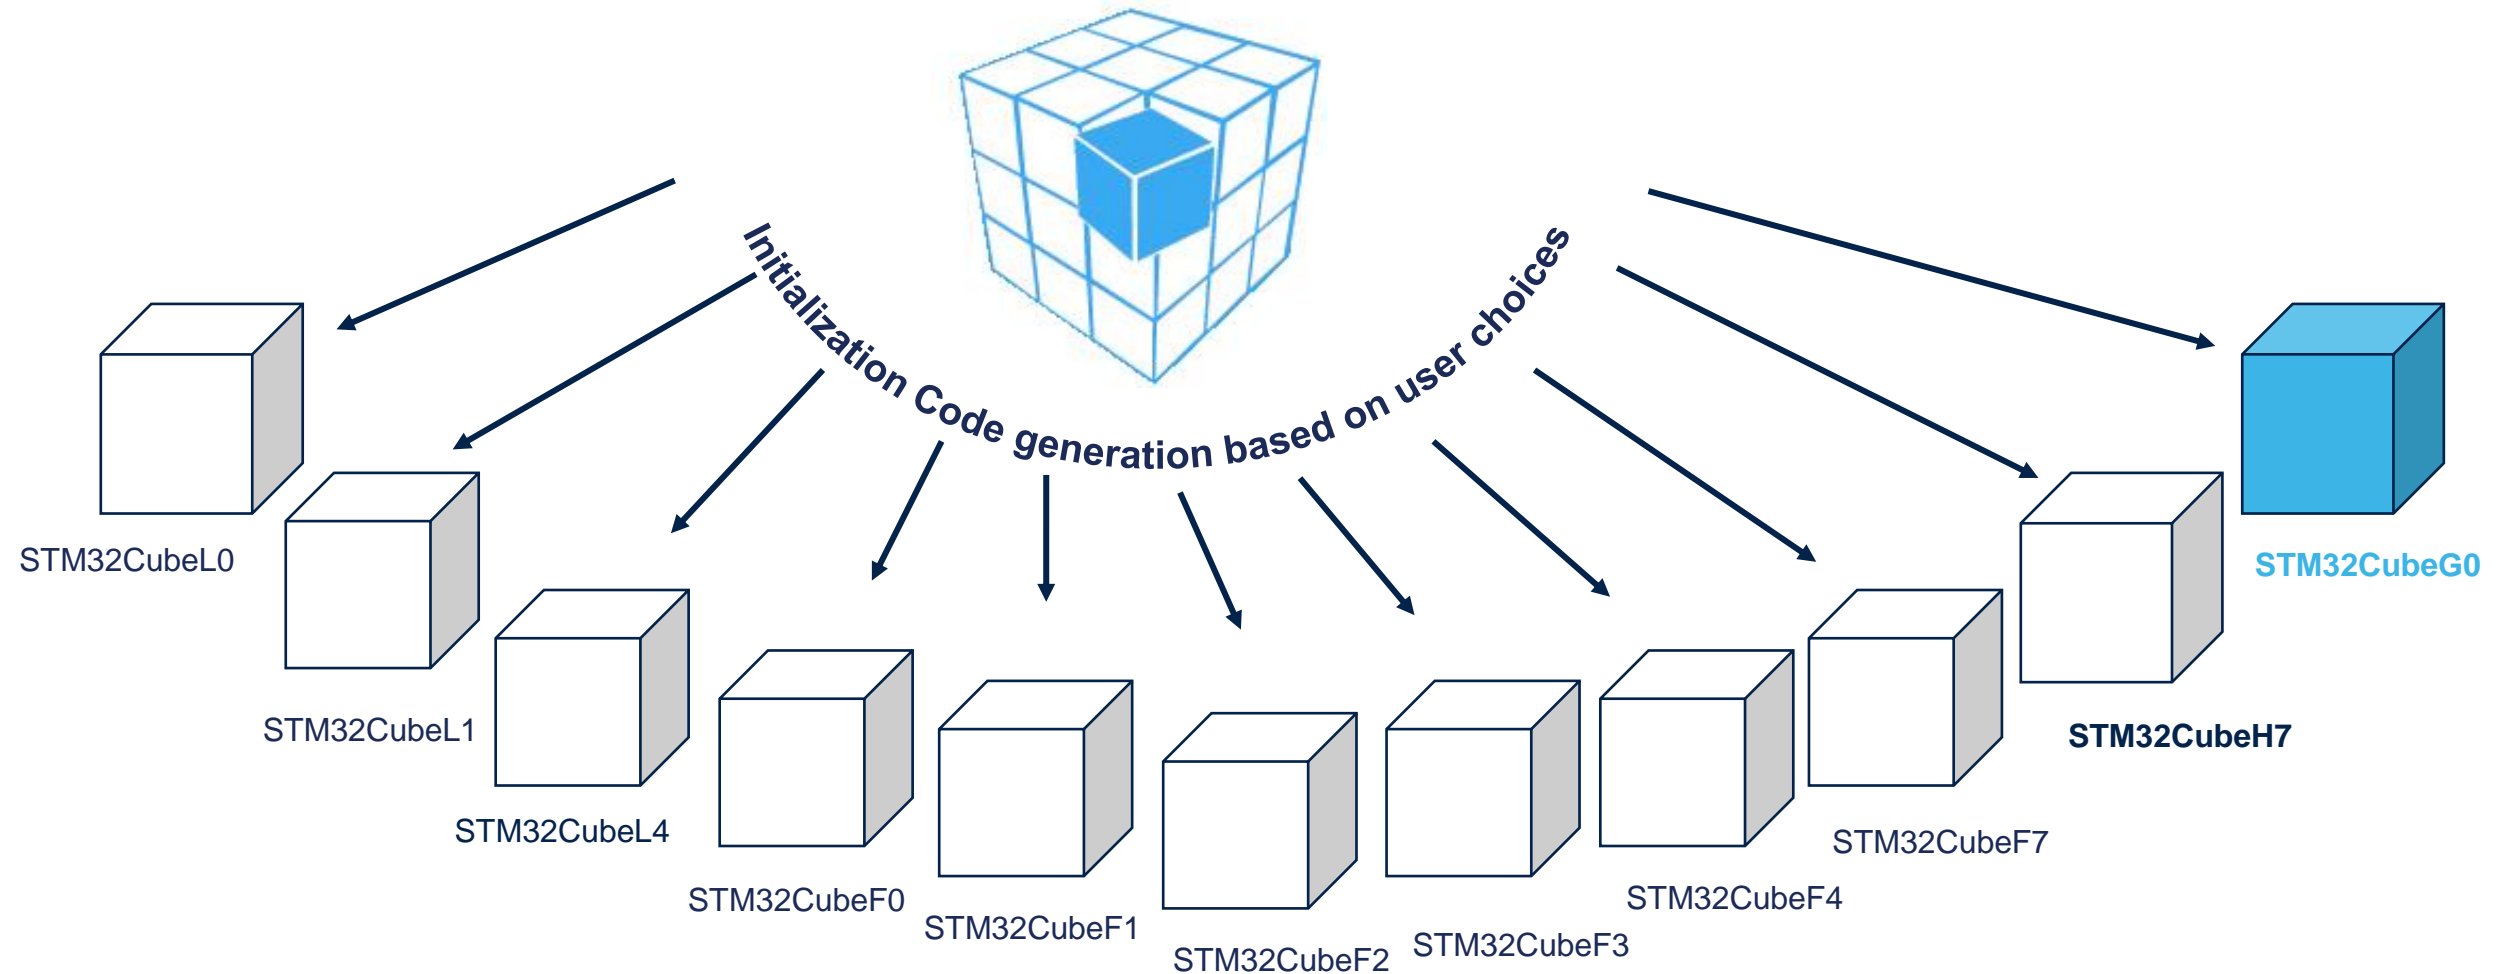 Initialization Code generation based on user choices
STM32CubeL0
STM32CubeL1
STM32CubeL4
STM32CubeF0
STM32CubeF1
STM32CubeF2
STM32CubeF3
STM32CubeF4
STM32CubeF7
STM32CubeH7
STM32CubeG0